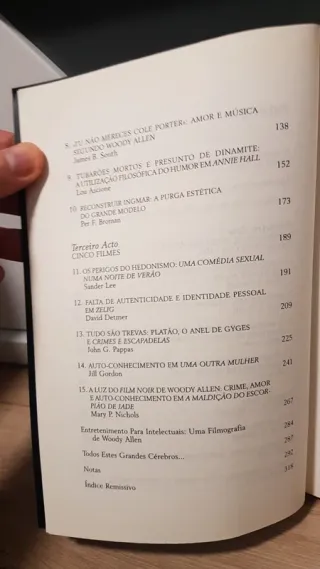 8. «TU NÃO MERECES COLE PORTER»: AMOR E MÚSICA
SEGUNDO WOODY ALLEN 138
James B. South
9. TUBARÕES MORTOS E PRESUNTO DE DINAMITE:
A UTILIZAÇÃO FILOSÓFICA DO HUMOR EM ANNIE HALL 152
Lou Ascione
10. RECONSTRUIR INGMAR: A PURGA ESTÉTICA
DO GRANDE MODELO 173
Per F. Broman
Terceiro Acto 189
CINCO FILMES
11. OS PERIGOS DO HEDONISMO: UMA COMÉDIA SEXUAL
NUMA NOITE DE VERÃO 191
Sander Lee
12. FALTA DE AUTENTICIDADE E IDENTIDADE PESSOAL
EM ZELIG 209
David Detmer
13. TUDO SÃO TREVAS: PLATÃO, O ANEL DE GYGES
E CRIMES E ESCAPADELAS 225
John G. Pappas
14. AUTO-CONHECIMENTO EM UMA OUTRA MULHER 241
Jill Gordon
15. A LUZ DO FILM NOIR DE WOODY ALLEN: CRIME, AMOR
E AUTO-CONHECIMENTO EM A MALDIÇÃO DO ESCOR-
PIÃO DE JADE 267
Mary P. Nichols
Entretenimento Para Intelectuais: Uma Filmografia 284
de Woody Allen 287
Todos Estes Grandes Cérebros... 292
Notas 318
Índice Remissivo